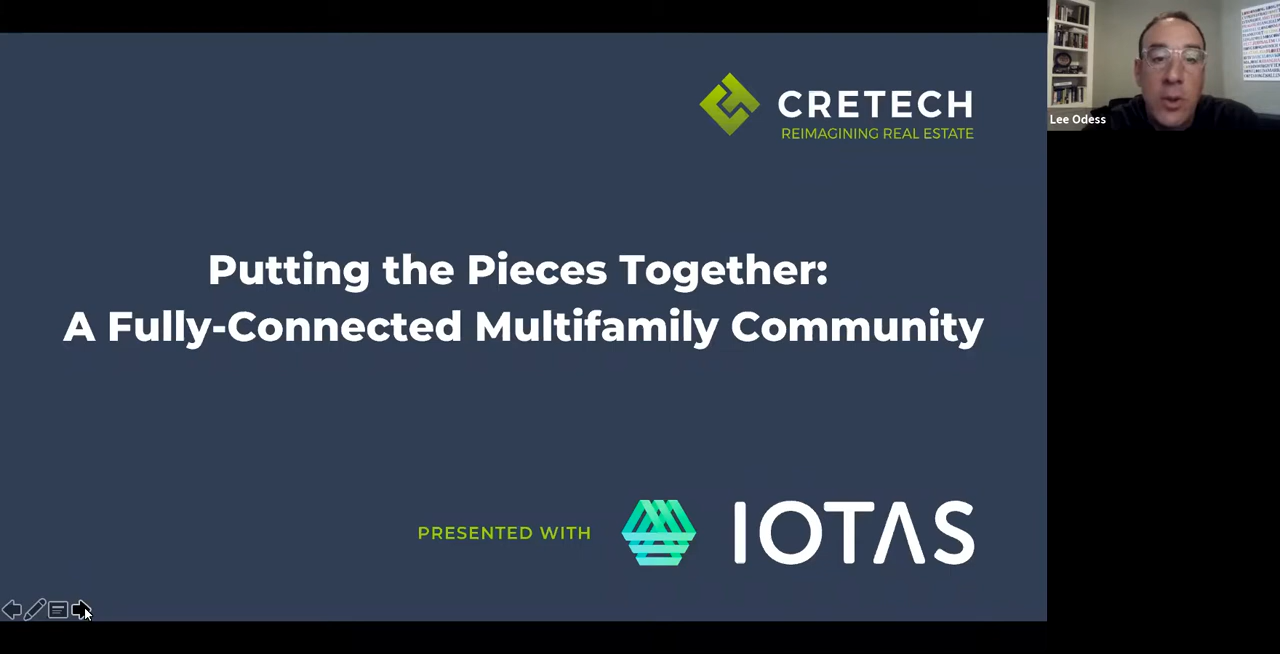 CRETECH
REIMAGINING REAL ESTATE
Lee Odess
Putting the Pieces Together:
A Fully-Connected Multifamily Community
PRESENTED WITH
IOTAS